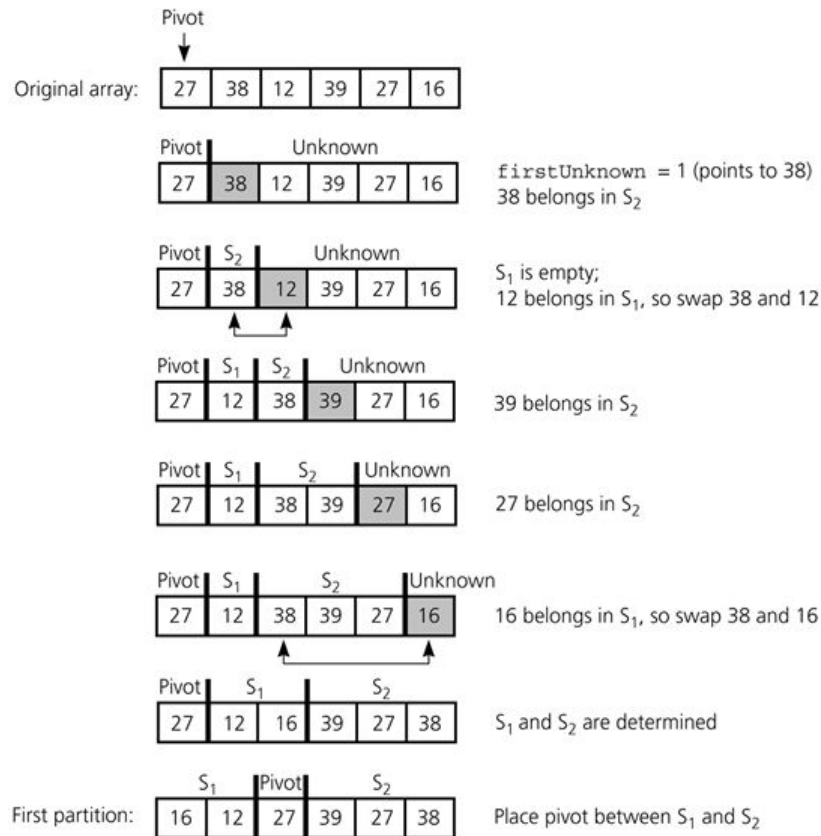 Pivot
Original array: 27 38 12 39 27 16
Pivot Unknown
27 38 12 39 27 16
firstUnknown = 1 (points to 38)
38 belongs in S₂
Pivot S₂ Unknown
27 38 12 39 27 16
S₁ is empty;
12 belongs in S₁, so swap 38 and 12
Pivot S₁ S₂ Unknown
27 12 38 39 27 16
39 belongs in S₂
Pivot S₁ S₂ Unknown
27 12 38 39 27 16
27 belongs in S₂
Pivot S₁ S₂ Unknown
27 12 38 39 27 16
16 belongs in S₁, so swap 38 and 16
Pivot S₁ S₂
27 12 16 39 27 38
S₁ and S₂ are determined
S₁ Pivot S₂
First partition: 16 12 27 39 27 38
Place pivot between S₁ and S₂